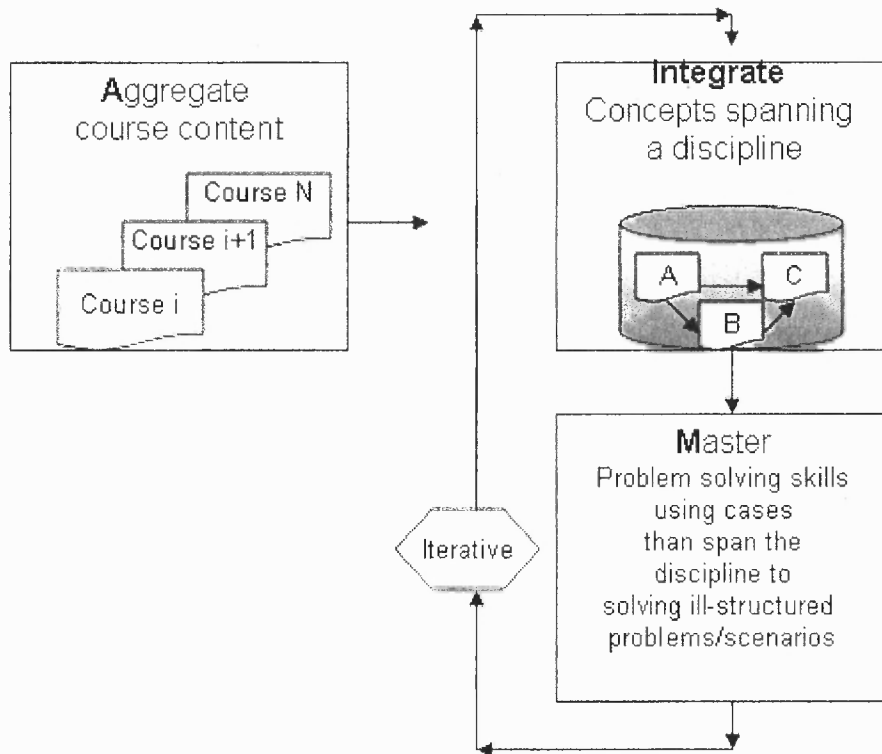 Aggregate
course content
Course N
Course i+1
Course i
Integrate
Concepts spanning
a discipline
A
C
B
Master
Problem solving skills
using cases
than span the
discipline to
solving ill-structured
problems/scenarios
Iterative